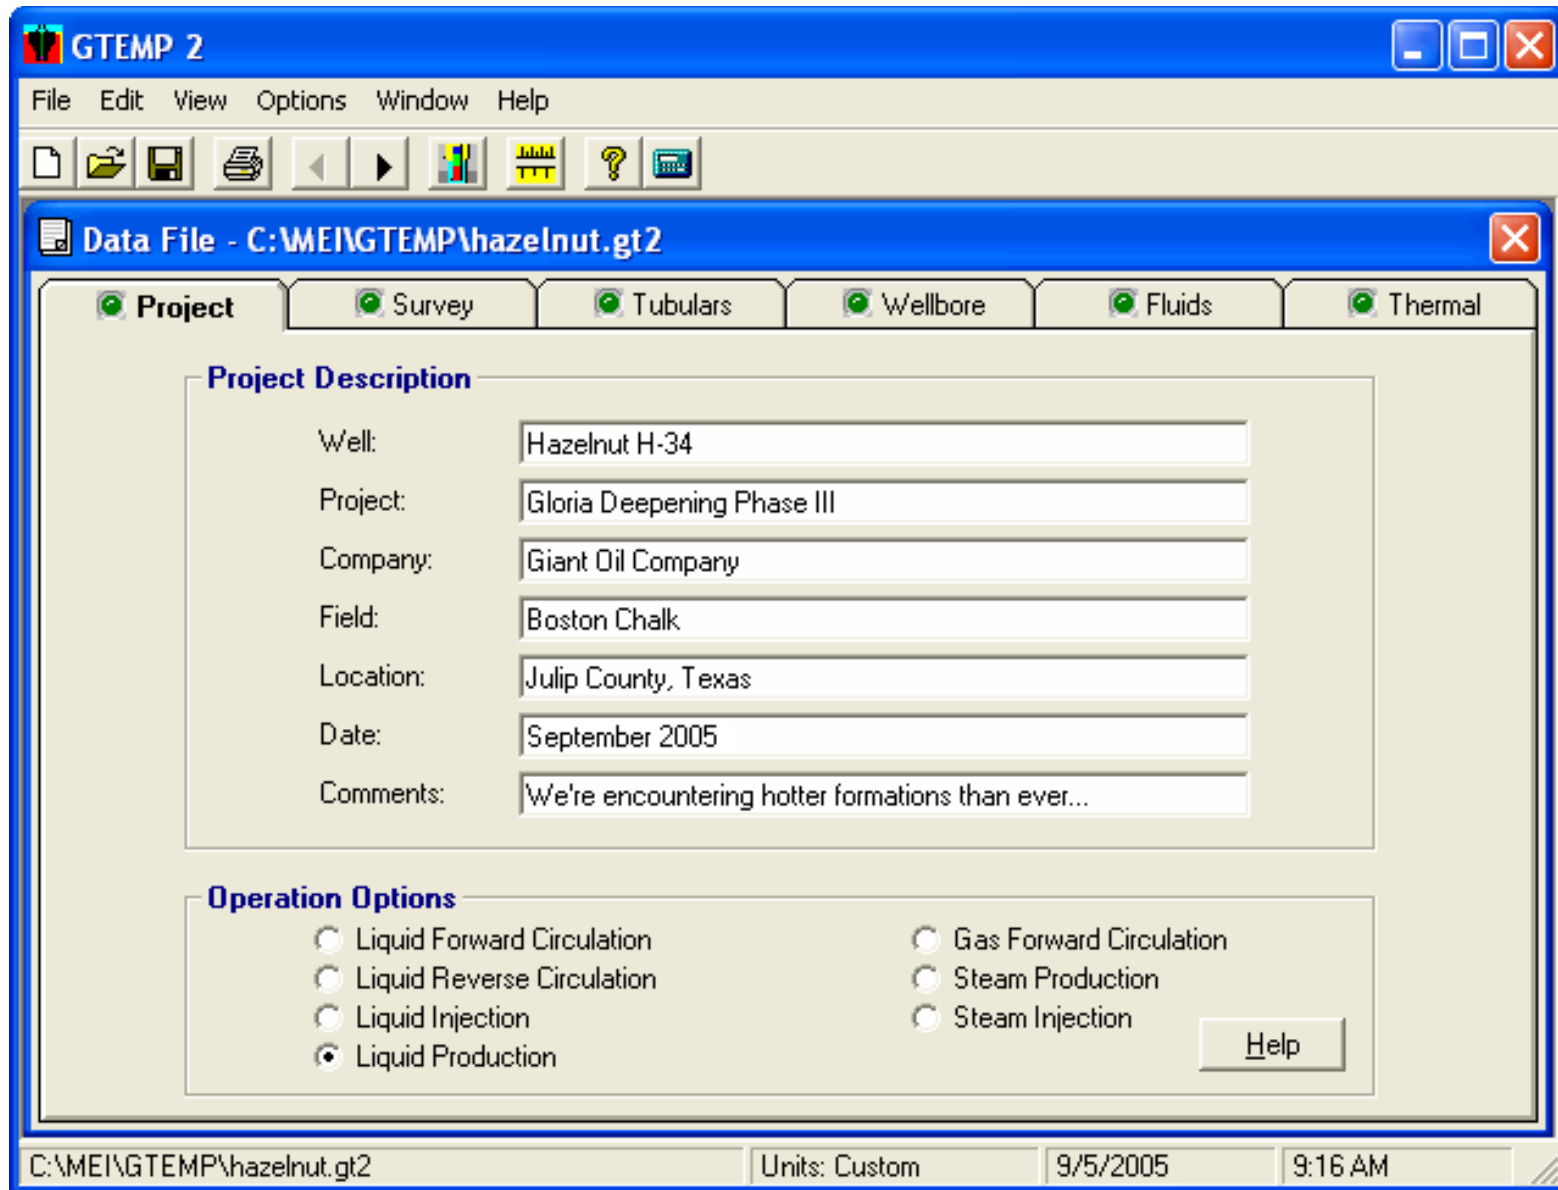 GTEMP 2
File Edit View Options Window Help
Data File - C:\MEI\GTEMP\hazelnut.gt2
Project Survey Tubulars Wellbore Fluids Thermal
Project Description
Well: Hazelnut H-34
Project: Gloria Deepening Phase III
Company: Giant Oil Company
Field: Boston Chalk
Location: Julip County, Texas
Date: September 2005
Comments: We're encountering hotter formations than ever...
Operation Options
Liquid Forward Circulation Gas Forward Circulation
Liquid Reverse Circulation Steam Production
Liquid Injection Steam Injection
Liquid Production Help
C:\MEI\GTEMP\hazelnut.gt2 Units: Custom 9/5/2005 9:16 AM